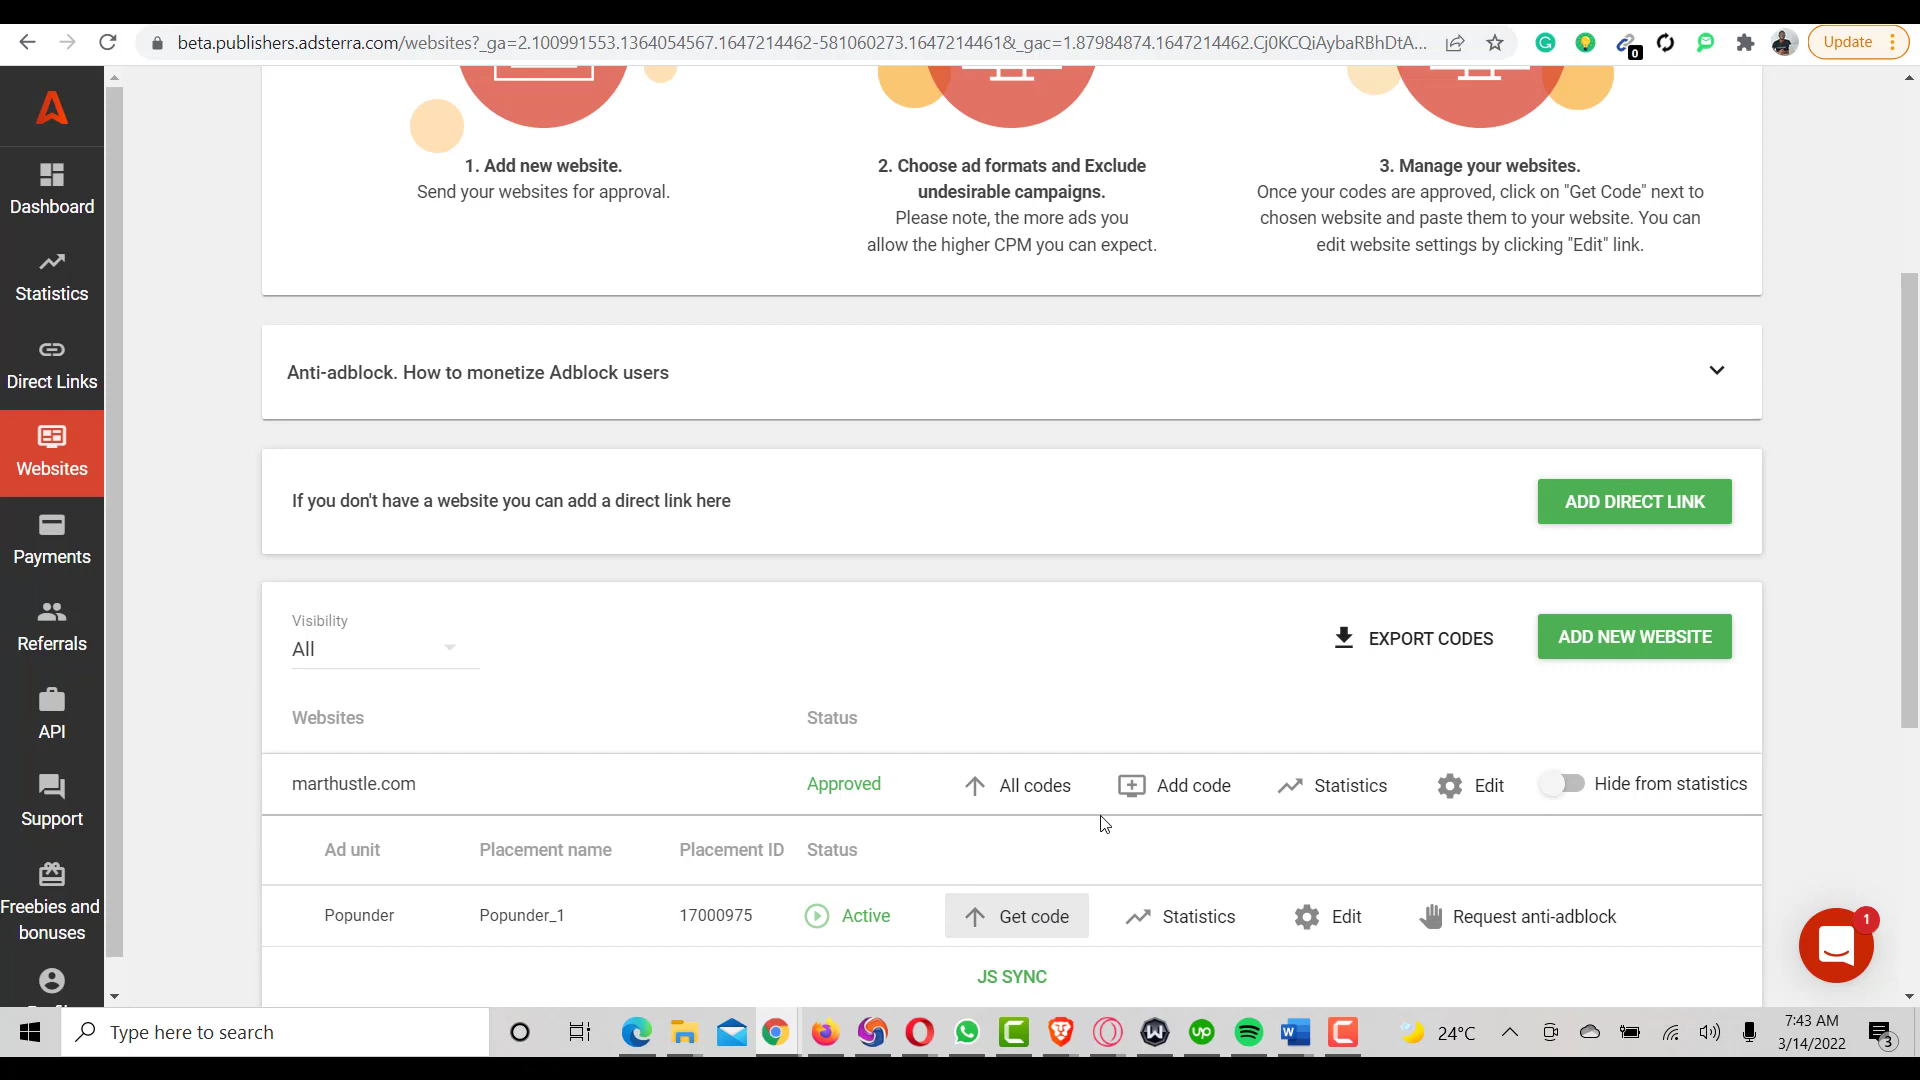 beta.publishers.adsterra.com/websites?_ga=2.100991553.1364054567.1647214462-581060273.1647214461&_gac=1.87984874.1647214462.Cj0KCQiAybaRBhDtA...
0
Update
Dashboard
Statistics
Direct Links
Websites
Payments
Referrals
API
Support
Freebies and
bonuses
1. Add new website.
Send your websites for approval.
2. Choose ad formats and Exclude
undesirable campaigns.
Please note, the more ads you
allow the higher CPM you can expect.
3. Manage your websites.
Once your codes are approved, click on "Get Code" next to
chosen website and paste them to your website. You can
edit website settings by clicking "Edit" link.
Anti-adblock. How to monetize Adblock users
If you don't have a website you can add a direct link here
ADD DIRECT LINK
Visibility
All
EXPORT CODES
ADD NEW WEBSITE
Websites Status
marthustle.com Approved All codes Add code Statistics Edit Hide from statistics
Ad unit Placement name Placement ID Status
Popunder Popunder_1 17000975 Active Get code Statistics Edit Request anti-adblock
JS SYNC
1
Type here to search
24°C
7:43 AM
3/14/2022
3